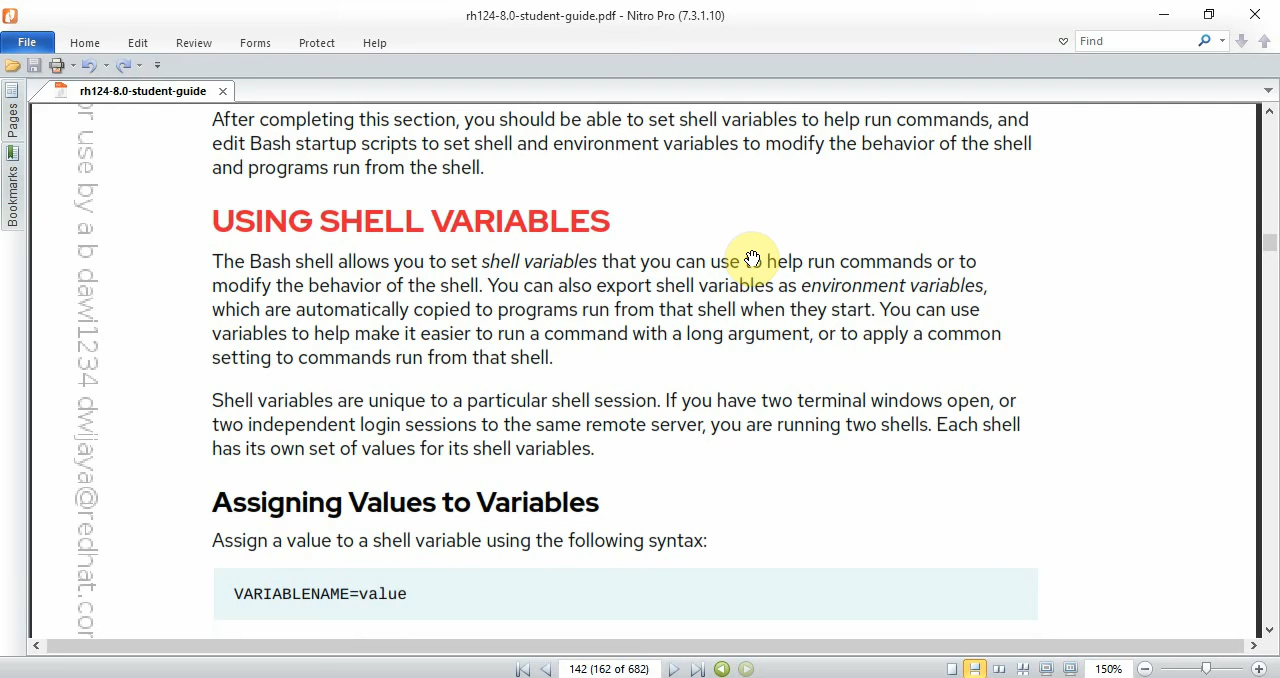 rh124-8.0-student-guide.pdf - Nitro Pro (7.3.1.10)
File Home Edit Review Forms Protect Help
Find
rh124-8.0-student-guide
Pages
Bookmarks
or use by a b dawi1234 dwijaya@redhat.cor
After completing this section, you should be able to set shell variables to help run commands, and
edit Bash startup scripts to set shell and environment variables to modify the behavior of the shell
and programs run from the shell.
USING SHELL VARIABLES
The Bash shell allows you to set shell variables that you can use to help run commands or to
modify the behavior of the shell. You can also export shell variables as environment variables,
which are automatically copied to programs run from that shell when they start. You can use
variables to help make it easier to run a command with a long argument, or to apply a common
setting to commands run from that shell.
Shell variables are unique to a particular shell session. If you have two terminal windows open, or
two independent login sessions to the same remote server, you are running two shells. Each shell
has its own set of values for its shell variables.
Assigning Values to Variables
Assign a value to a shell variable using the following syntax:
VARIABLENAME=value
142 (162 of 682)
150%